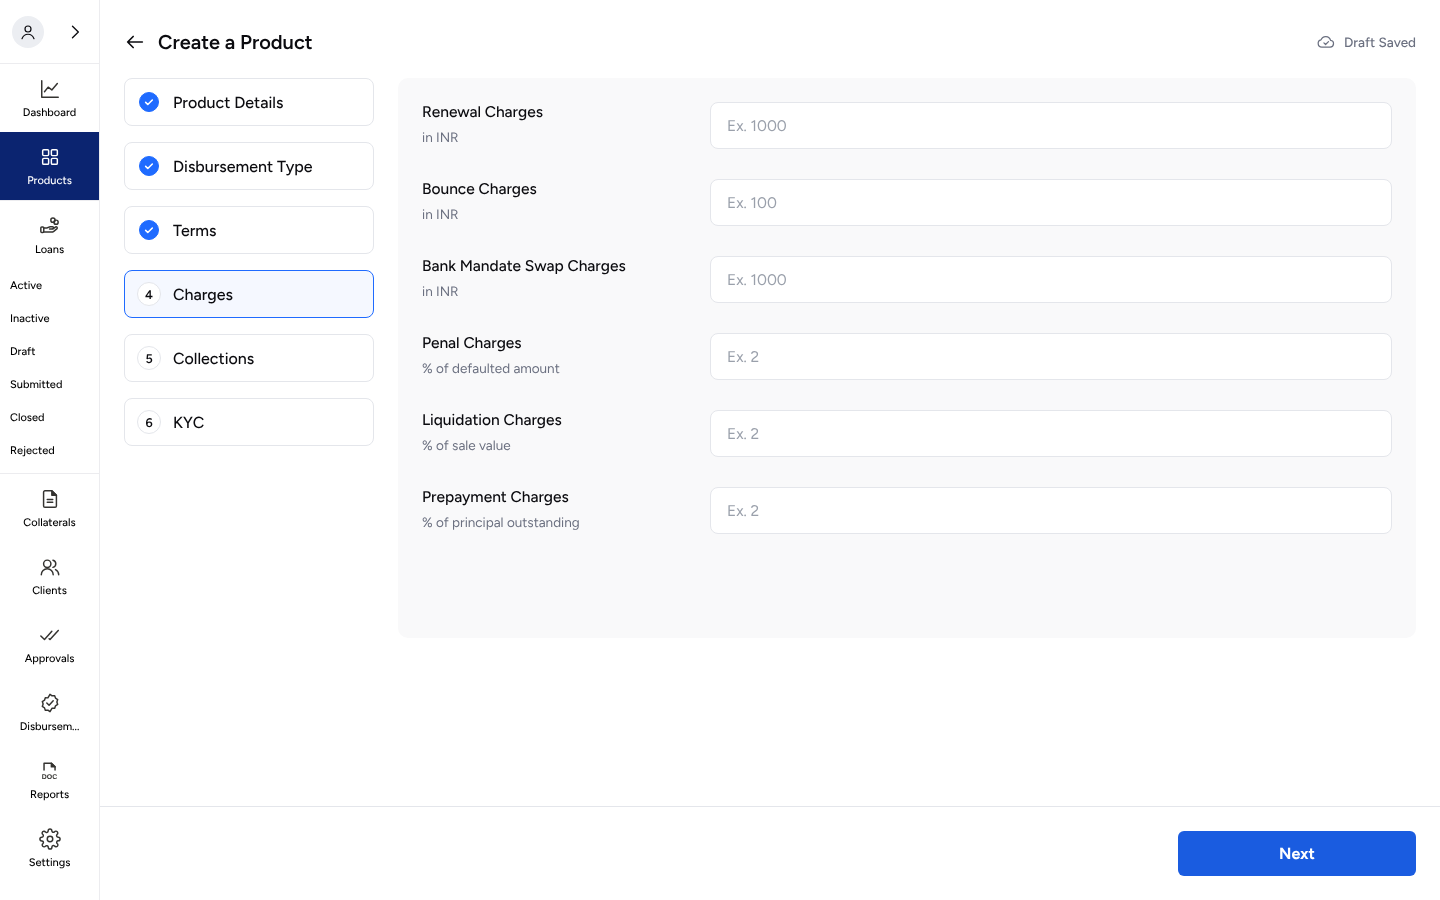 Create a Product
Draft Saved
Dashboard
Products
Loans
Active
Inactive
Draft
Submitted
Closed
Rejected
Collaterals
Clients
Approvals
Disbursem...
DOC
Reports
Settings
Product Details
Disbursement Type
Terms
4 Charges
5 Collections
6 KYC
Renewal Charges
in INR
Ex. 1000
Bounce Charges
in INR
Ex. 100
Bank Mandate Swap Charges
in INR
Ex. 1000
Penal Charges
% of defaulted amount
Ex. 2
Liquidation Charges
% of sale value
Ex. 2
Prepayment Charges
% of principal outstanding
Ex. 2
Next